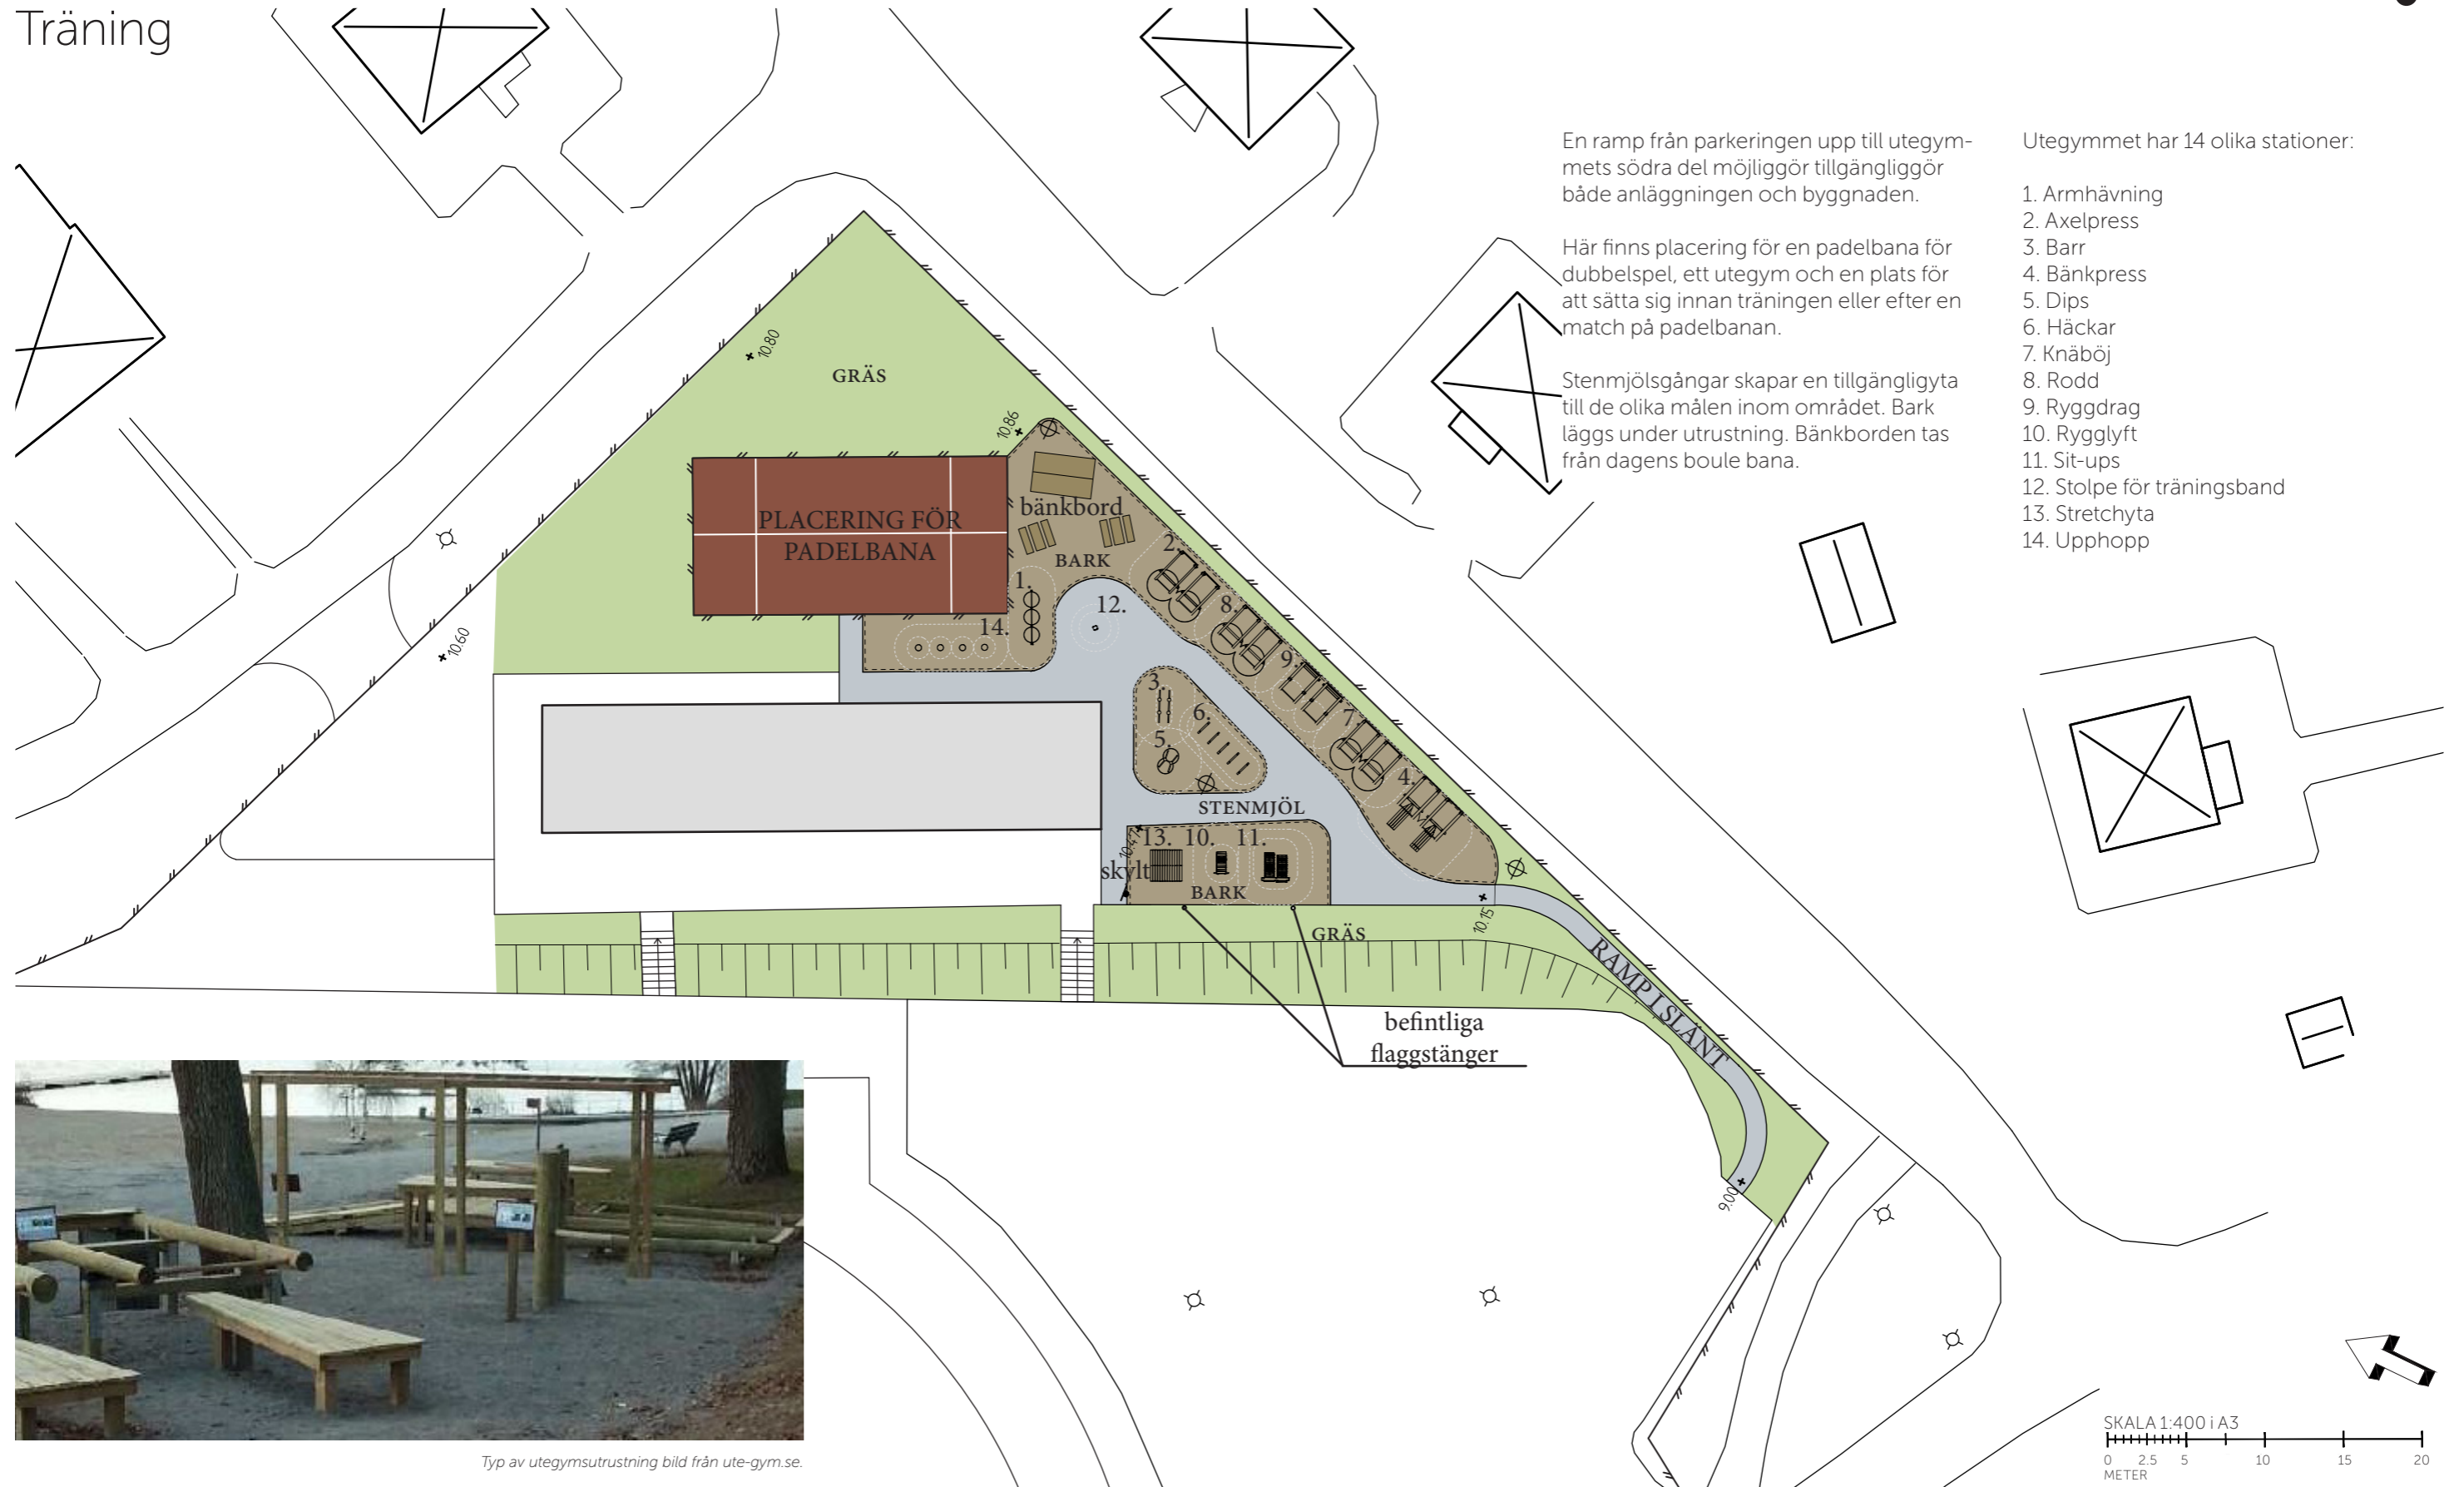 Träning
En ramp från parkeringen upp till utegym-
mets södra del möjliggör tillgängliggör
både anläggningen och byggnaden.
Här finns placering för en padelbana för
dubbelspel, ett utegym och en plats för
att sätta sig innan träningen eller efter en
match på padelbanan.
Stenmjölsgångar skapar en tillgängligyta
till de olika målen inom området. Bark
läggs under utrustning. Bänkborden tas
från dagens boule bana.
Utegymmet har 14 olika stationer:
1. Armhävning
2. Axelpress
3. Barr
4. Bänkpress
5. Dips
6. Häckar
7. Knäböj
8. Rodd
9. Ryggdrag
10. Rygglyft
11. Sit-ups
12. Stolpe för träningsband
13. Stretchyta
14. Upphopp
10.80
GRÄS
10.86
bänkbord
PLACERING FÖR
PADELBANA
BARK
2.
1.
12.
8.
14.
10.60
9.
3.
6.
7.
5.
4.
STENMJÖL
13. 10. 11.
skylt
BARK
10.15
GRÄS
RAMP I SLÄNT
befintliga
flaggstänger
9.00
Typ av utegymsutrustning bild från ute-gym.se.
SKALA 1:400 i A3
0 2.5 5 10 15 20
METER